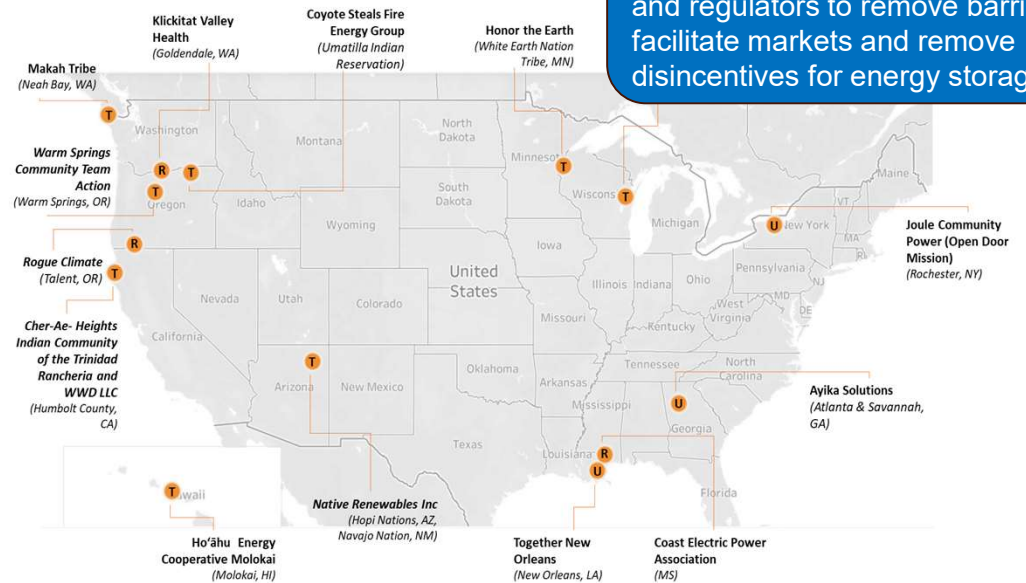 and regulators to remove
facilitate markets and remove
disincentives for energy
Klickitat Valley
Health
(Goldendale, WA)
Coyote Steals Fire
Energy Group
(Umatilla Indian
Reservation)
Honor the Earth
(White Earth Nation
Tribe, MN)
Makah Tribe
(Neah Bay, WA)
Warm Springs
Community Team
Action
(Warm Springs, OR)
Rogue Climate
(Talent, OR)
Cher-Ae- Heights
Indian Community
of the Trinidad
Rancheria and
WWD LLC
(Humbolt County,
CA)
Joule Community
Power (Open Door
Mission)
(Rochester, NY)
Ayika Solutions
(Atlanta & Savannah,
GA)
Native Renewables Inc
(Hopi Nations, AZ,
Navajo Nation, NM)
Ho‘āhu Energy
Cooperative Molokai
(Molokai, HI)
Together New
Orleans
(New Orleans, LA)
Coast Electric Power
Association
(MS)
T
R
T
T
R
T
T
T
T
T
U
U
R
U
Washington
Oregon
Idaho
Montana
North
Dakota
South
Dakota
Wyoming
Nevada
Utah
Colorado
California
Arizona
New Mexico
United
States
Oklahoma
Texas
Iowa
Missouri
Arkansas
Louisiana
Mississippi
Michigan
Illinois
Indiana
Ohio
Kentucky
Tennessee
West
Virginia
Pennsylvania
New York
VT
Maine
MA
RI
NJ
MD
DE
North
Carolina
Georgia
Florida